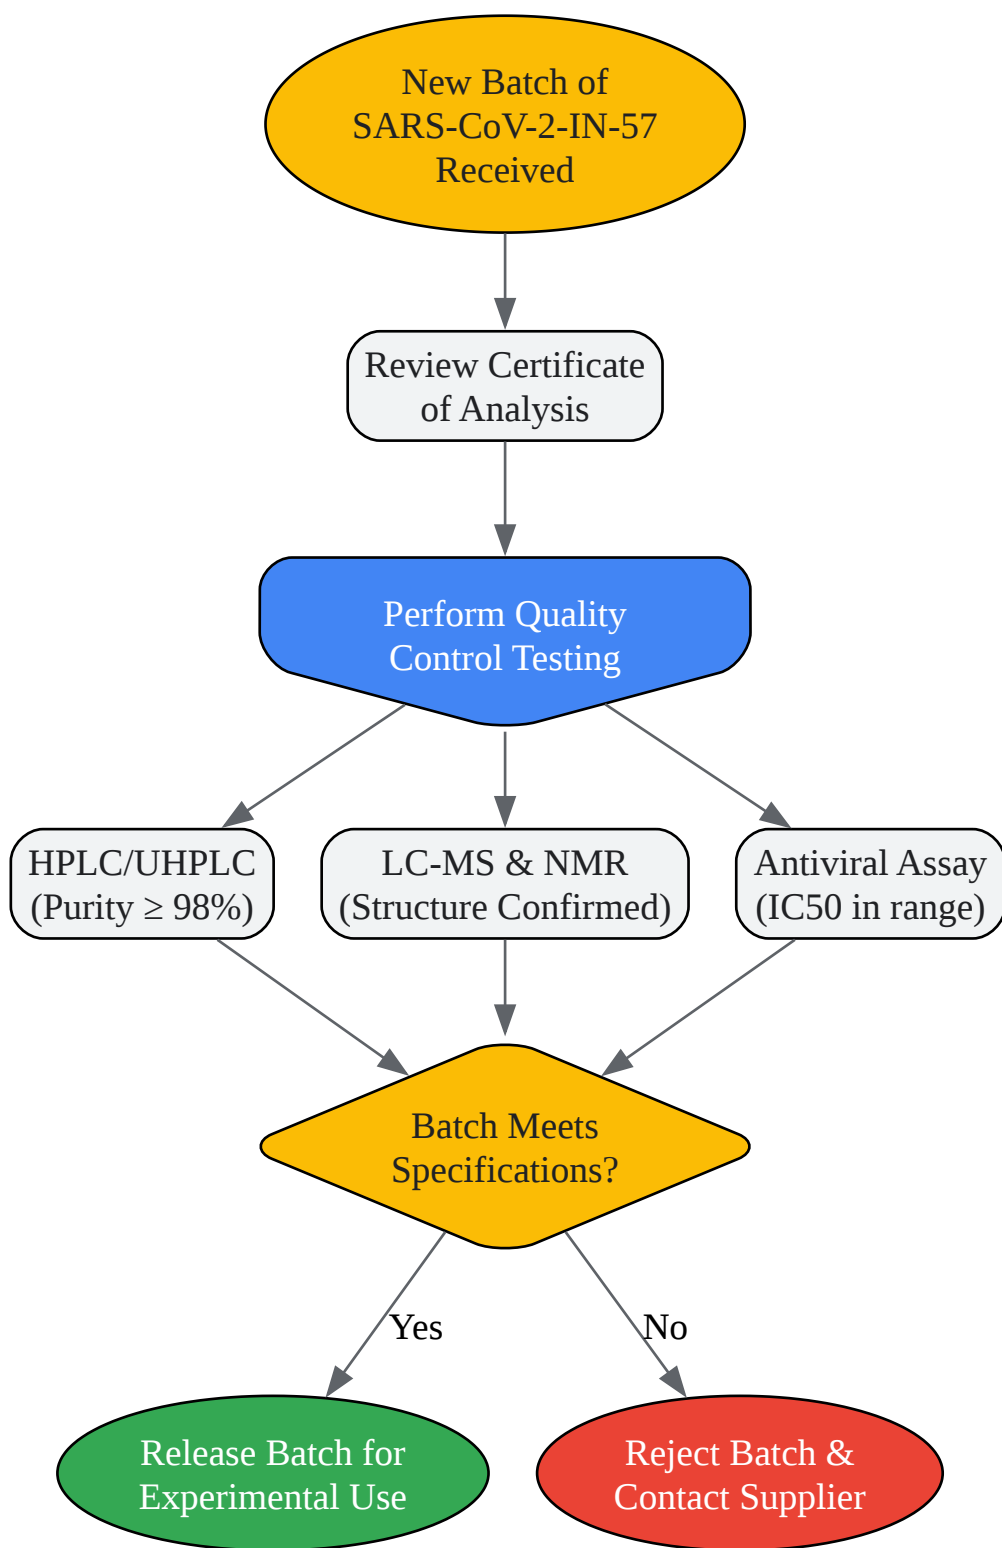 New Batch of
SARS-CoV-2-IN-57
Received
Review Certificate
of Analysis
Perform Quality
Control Testing
HPLC/UHPLC
(Purity ≥ 98%)
LC-MS & NMR
(Structure Confirmed)
Antiviral Assay
(IC50 in range)
Batch Meets
Specifications?
Yes
No
Release Batch for
Experimental Use
Reject Batch &
Contact Supplier